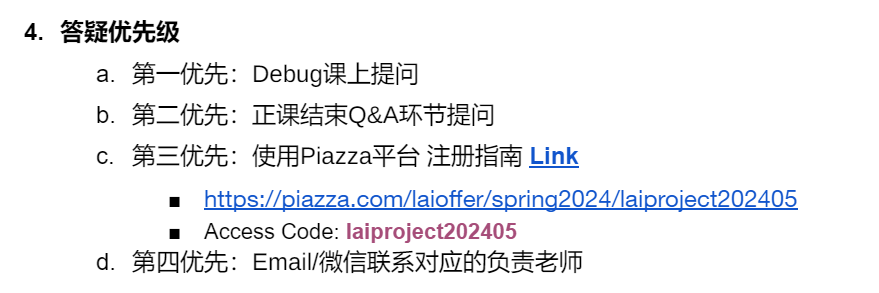 4. 答疑优先级
a. 第一优先：Debug课上提问
b. 第二优先：正课结束Q&A环节提问
c. 第三优先：使用Piazza平台 注册指南 Link
■ https://piazza.com/laioffer/spring2024/laiproject202405
■ Access Code: laiproject202405
d. 第四优先：Email/微信联系对应的负责老师